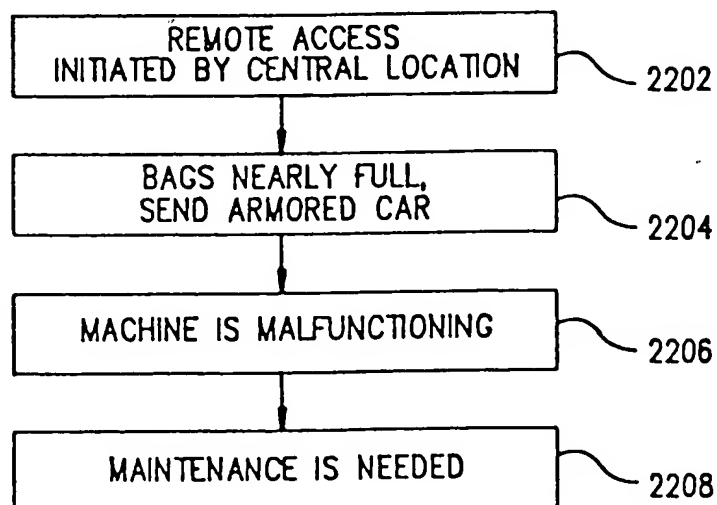 REMOTE ACCESS
INITIATED BY CENTRAL LOCATION
2202
BAGS NEARLY FULL,
SEND ARMORED CAR
2204
MACHINE IS MALFUNCTIONING
2206
MAINTENANCE IS NEEDED
2208